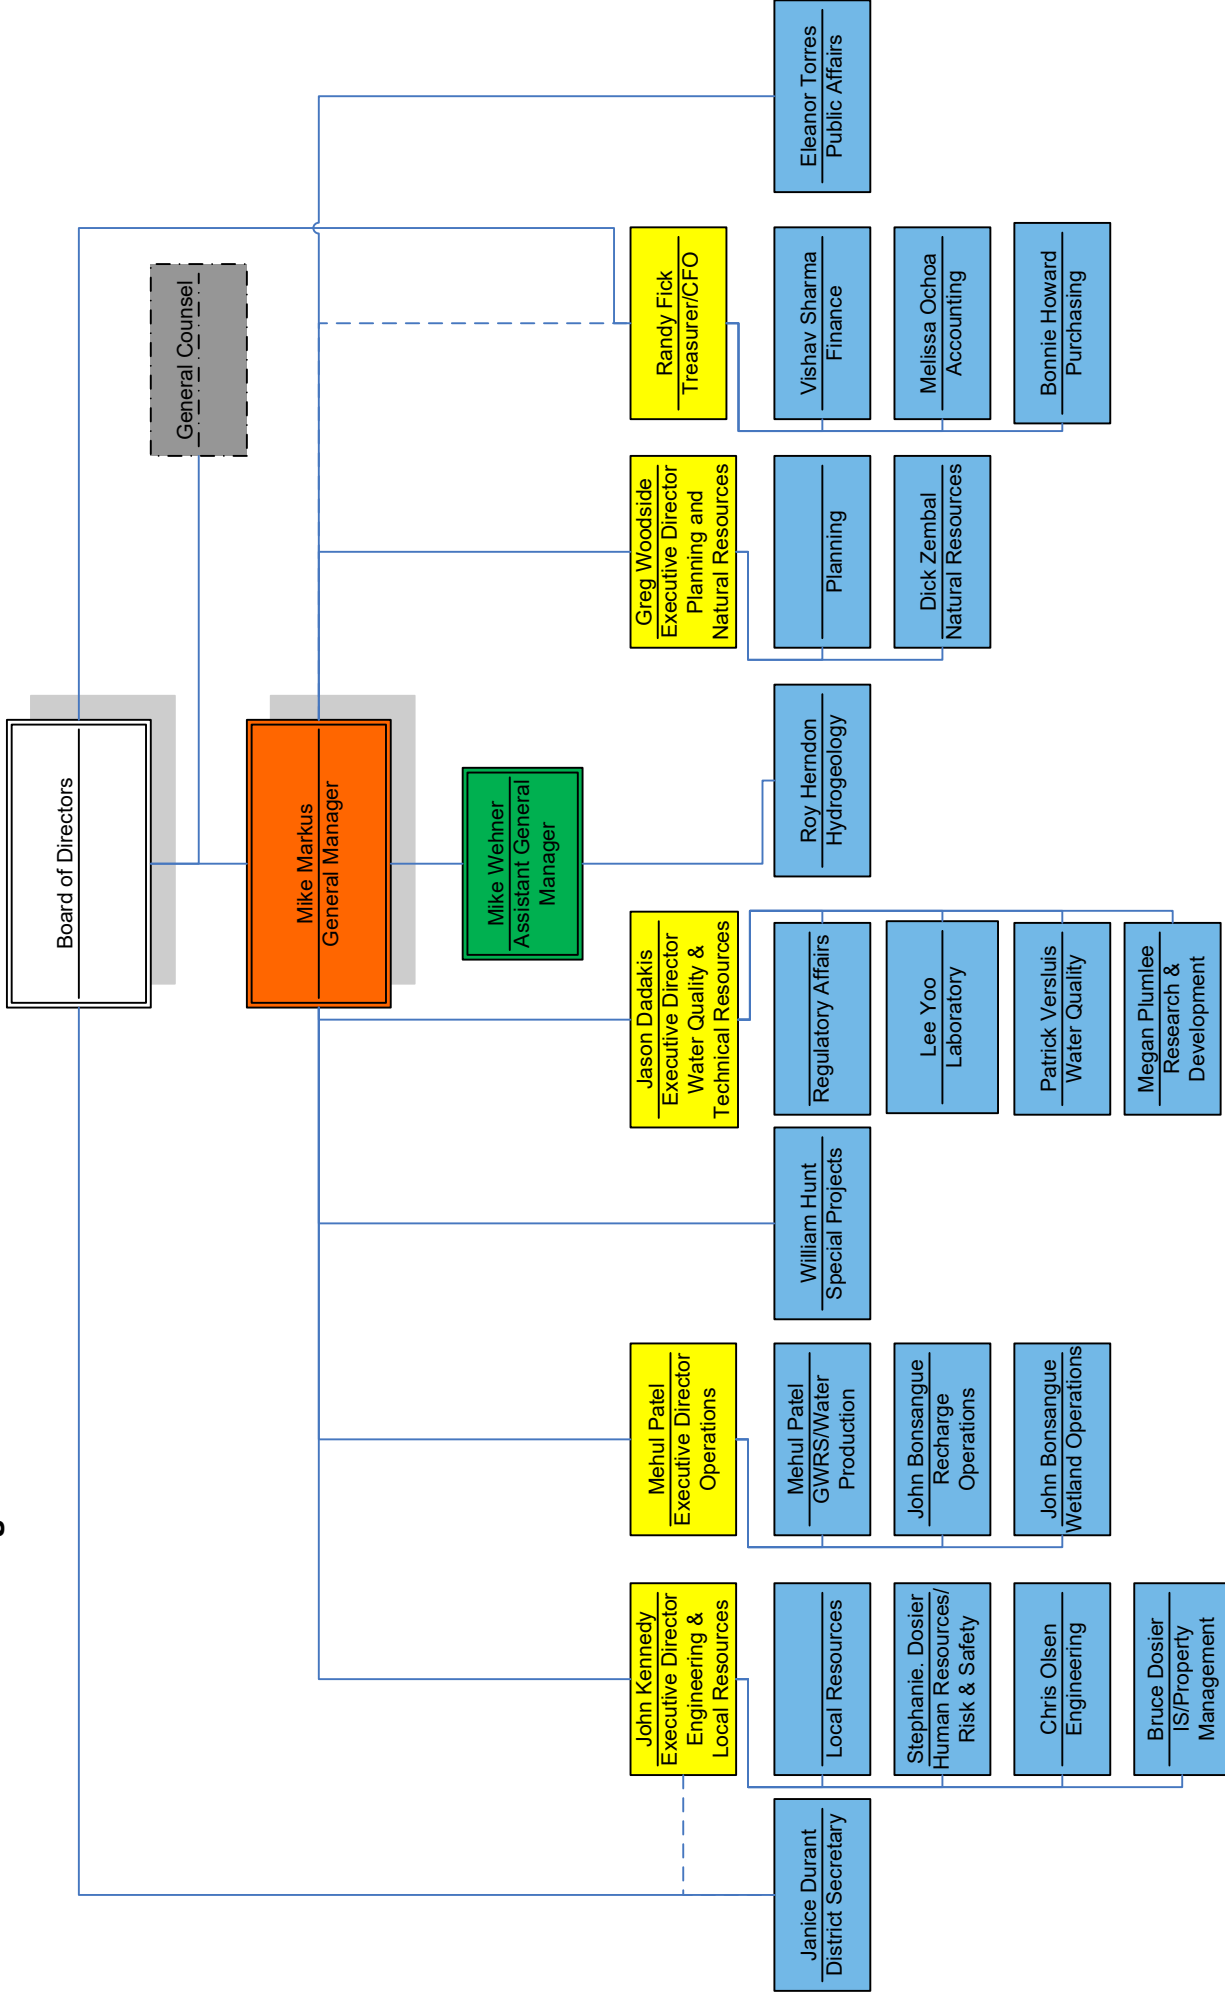 Board of Directors
General Counsel
Mike Markus
General Manager
Mike Wehner
Assistant General
Manager
John Kennedy
Executive Director
Engineering &
Local Resources
Mehul Patel
Executive Director
Operations
Jason Dadakis
Executive Director
Water Quality &
Technical Resources
Greg Woodside
Executive Director
Planning and
Natural Resources
Randy Fick
Treasurer/CFO
Janice Durant
District Secretary
Local Resources
Stephanie. Dosier
Human Resources/
Risk & Safety
Chris Olsen
Engineering
Bruce Dosier
IS/Property
Management
Mehul Patel
GWRS/Water
Production
John Bonsangue
Recharge
Operations
John Bonsangue
Wetland Operations
William Hunt
Special Projects
Regulatory Affairs
Lee Yoo
Laboratory
Patrick Versluis
Water Quality
Megan Plumlee
Research &
Development
Roy Herndon
Hydrogeology
Planning
Dick Zembal
Natural Resources
Vishav Sharma
Finance
Melissa Ochoa
Accounting
Bonnie Howard
Purchasing
Eleanor Torres
Public Affairs